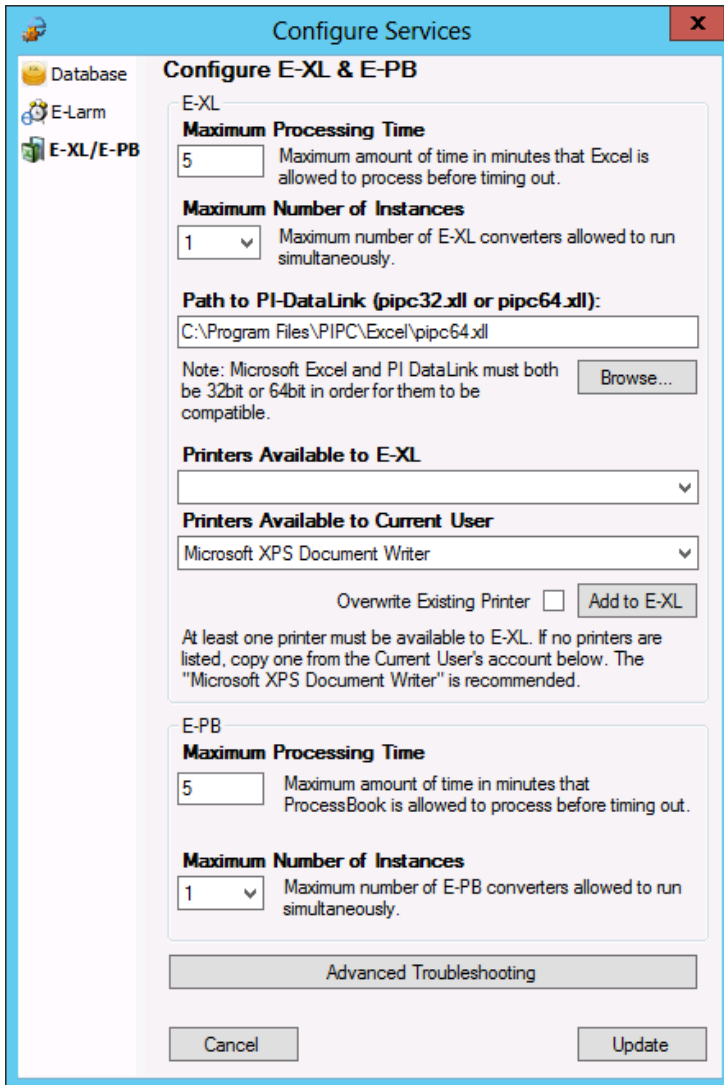 Configure Services
x
Database
E-Larm
E-XL/E-PB
Configure E-XL & E-PB
E-XL
Maximum Processing Time
5
Maximum amount of time in minutes that Excel is
allowed to process before timing out.
Maximum Number of Instances
1
Maximum number of E-XL converters allowed to run
simultaneously.
Path to PI-DataLink (pipc32.xll or pipc64.xll):
C:\Program Files\PIPC\Excel\pipc64.xll
Note: Microsoft Excel and PI DataLink must both
be 32bit or 64bit in order for them to be
compatible.
Browse...
Printers Available to E-XL
Printers Available to Current User
Microsoft XPS Document Writer
Overwrite Existing Printer
Add to E-XL
At least one printer must be available to E-XL. If no printers are
listed, copy one from the Current User's account below. The
"Microsoft XPS Document Writer" is recommended.
E-PB
Maximum Processing Time
5
Maximum amount of time in minutes that
ProcessBook is allowed to process before timing out.
Maximum Number of Instances
1
Maximum number of E-PB converters allowed to run
simultaneously.
Advanced Troubleshooting
Cancel
Update